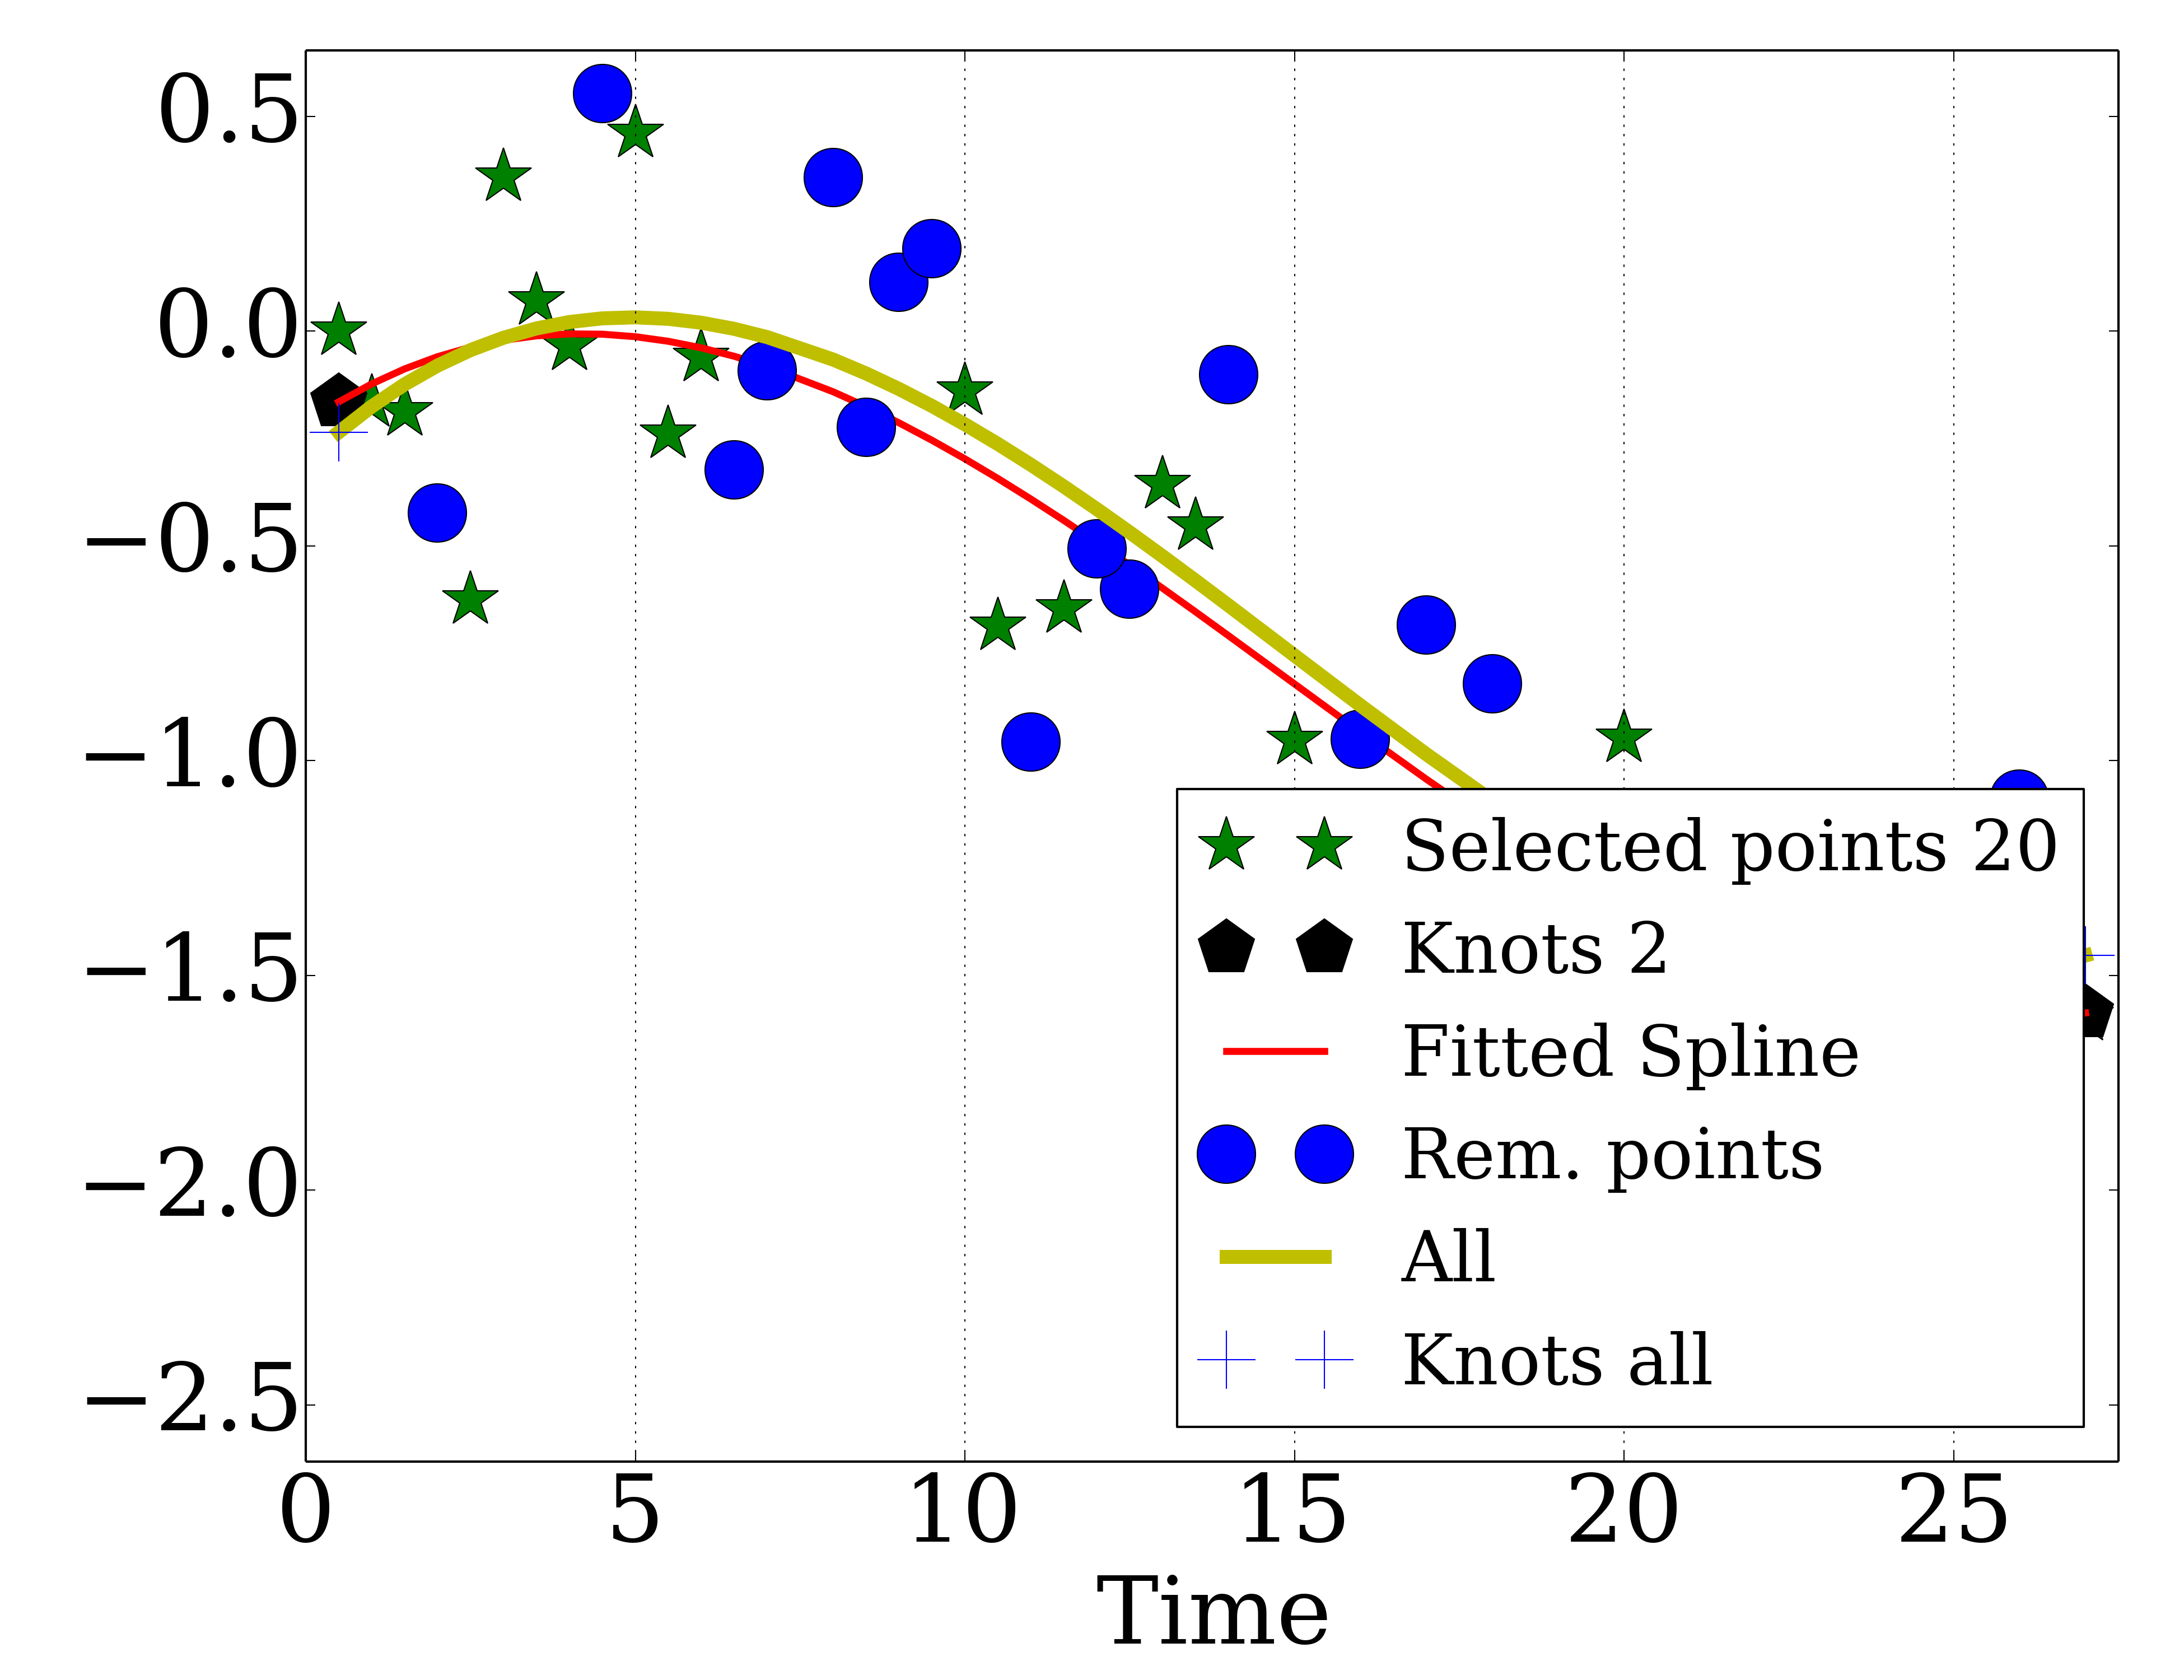 0.5
0.0
−0.5
−1.0
−1.5
−2.0
−2.5
Selected points 20
Knots 2
Fitted Spline
Rem. points
All
Knots all
0 5 10 15 20 25
Time